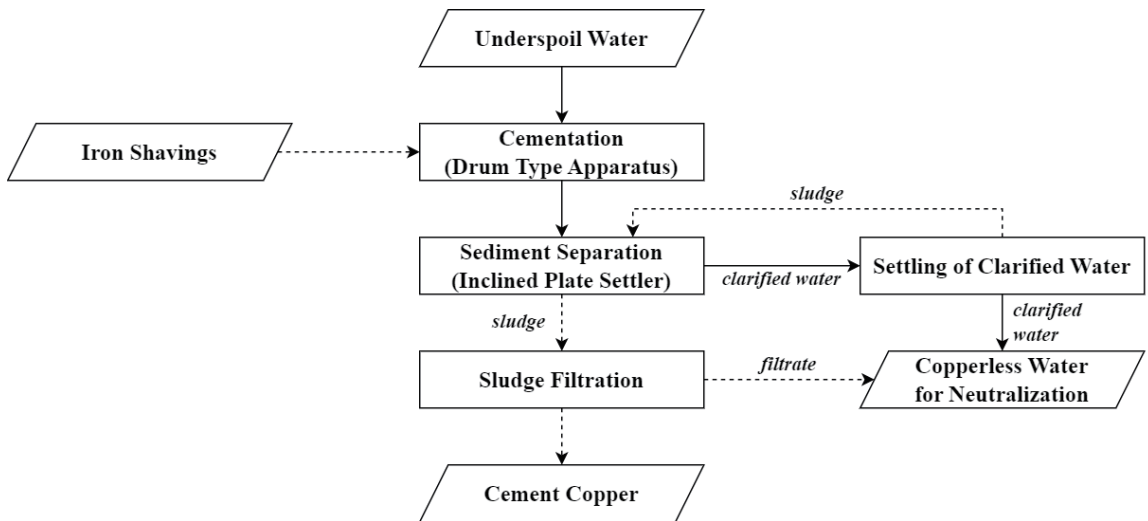 Underspoil Water
Iron Shavings
Cementation
(Drum Type Apparatus)
sludge
Sediment Separation
(Inclined Plate Settler)
clarified water
Settling of Clarified Water
sludge
clarified
water
Sludge Filtration
filtrate
Copperless Water
for Neutralization
Cement Copper